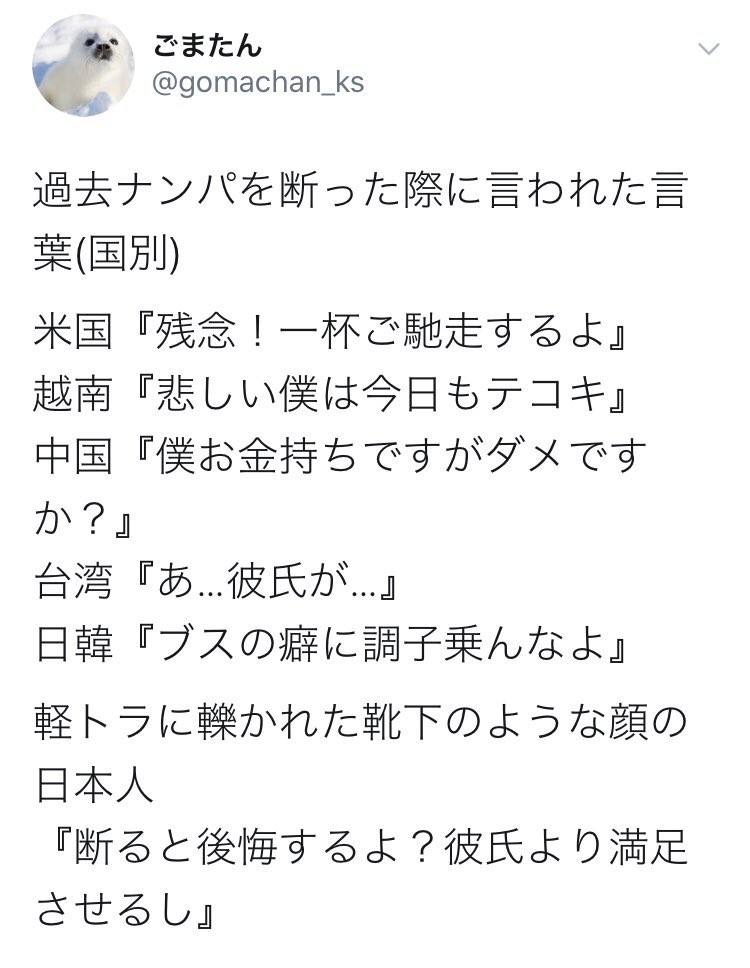 ごまたん
@gomachan_ks
過去ナンパを断った際に言われた言
葉(国別)
米国『残念！一杯ご馳走するよ』
越南『悲しい僕は今日もテコキ』
中国『僕お金持ちですがダメです
か？』
台湾『あ...彼氏が...』
日韓『ブスの癖に調子乗んなよ』
軽トラに轢かれた靴下のような顔の
日本人
『断ると後悔するよ？彼氏より満足
させるし』